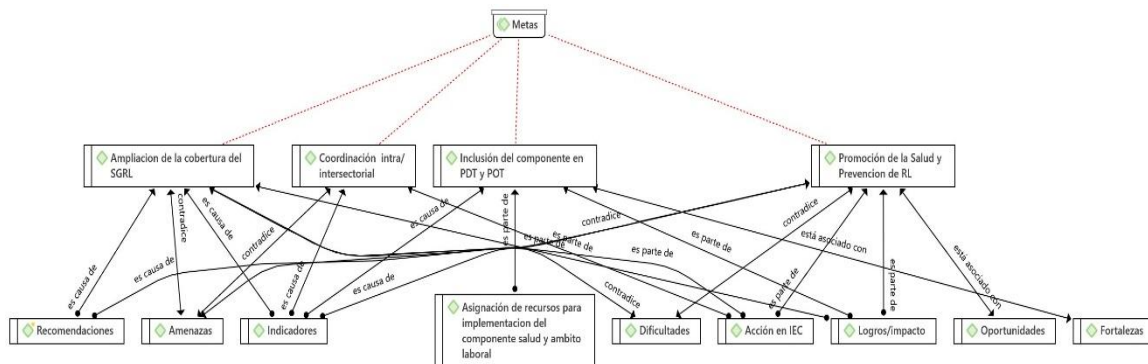 Metas
Ampliacion de la cobertura del
SGRL
Coordinación intra/
intersectorial
Inclusión del componente en
PDT y POT
Promoción de la Salud y
Prevencion de RL
es causa de
contradice
es causa de
es causa de
contradice
es causa de
es causa de
es causa de
es parte de
contradice
es parte de
es parte de
contradice
es parte de
es parte de
contradice
es parte de
es parte de
está asociado con
está asociado con
Recomendaciones
Amenazas
Indicadores
Asignación de recursos para
implementacion del
componente salud y ambito
laboral
Dificultades
Acción en IEC
Logros/impacto
Oportunidades
Fortalezas